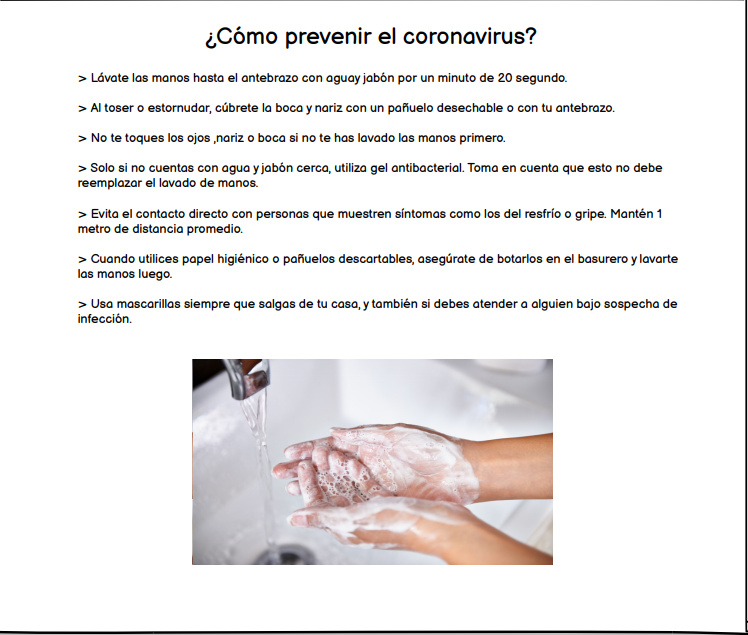 ¿Cómo prevenir el coronavirus?
> Lávate las manos hasta el antebrazo con aguay jabón por un minuto de 20 segundo.
> Al toser o estornudar, cúbrete la boca y nariz con un pañuelo desechable o con tu antebrazo.
> No te toques los ojos ,nariz o boca si no te has lavado las manos primero.
> Solo si no cuentas con agua y jabón cerca, utiliza gel antibacterial. Toma en cuenta que esto no debe
reemplazar el lavado de manos.
> Evita el contacto directo con personas que muestren síntomas como los del resfrío o gripe. Mantén 1
metro de distancia promedio.
> Cuando utilices papel higiénico o pañuelos descartables, asegúrate de botarlos en el basurero y lavarte
las manos luego.
> Usa mascarillas siempre que salgas de tu casa, y también si debes atender a alguien bajo sospecha de
infección.